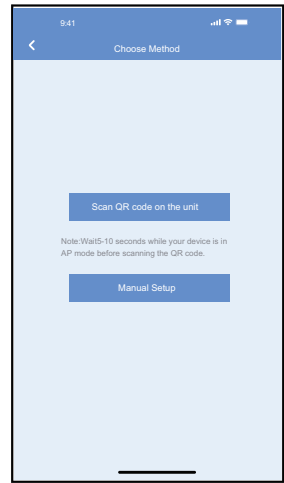 9:41
Choose Method
Scan QR code on the unit
Note:Wait5-10 seconds while your device is in
AP mode before scanning the QR code.
Manual Setup